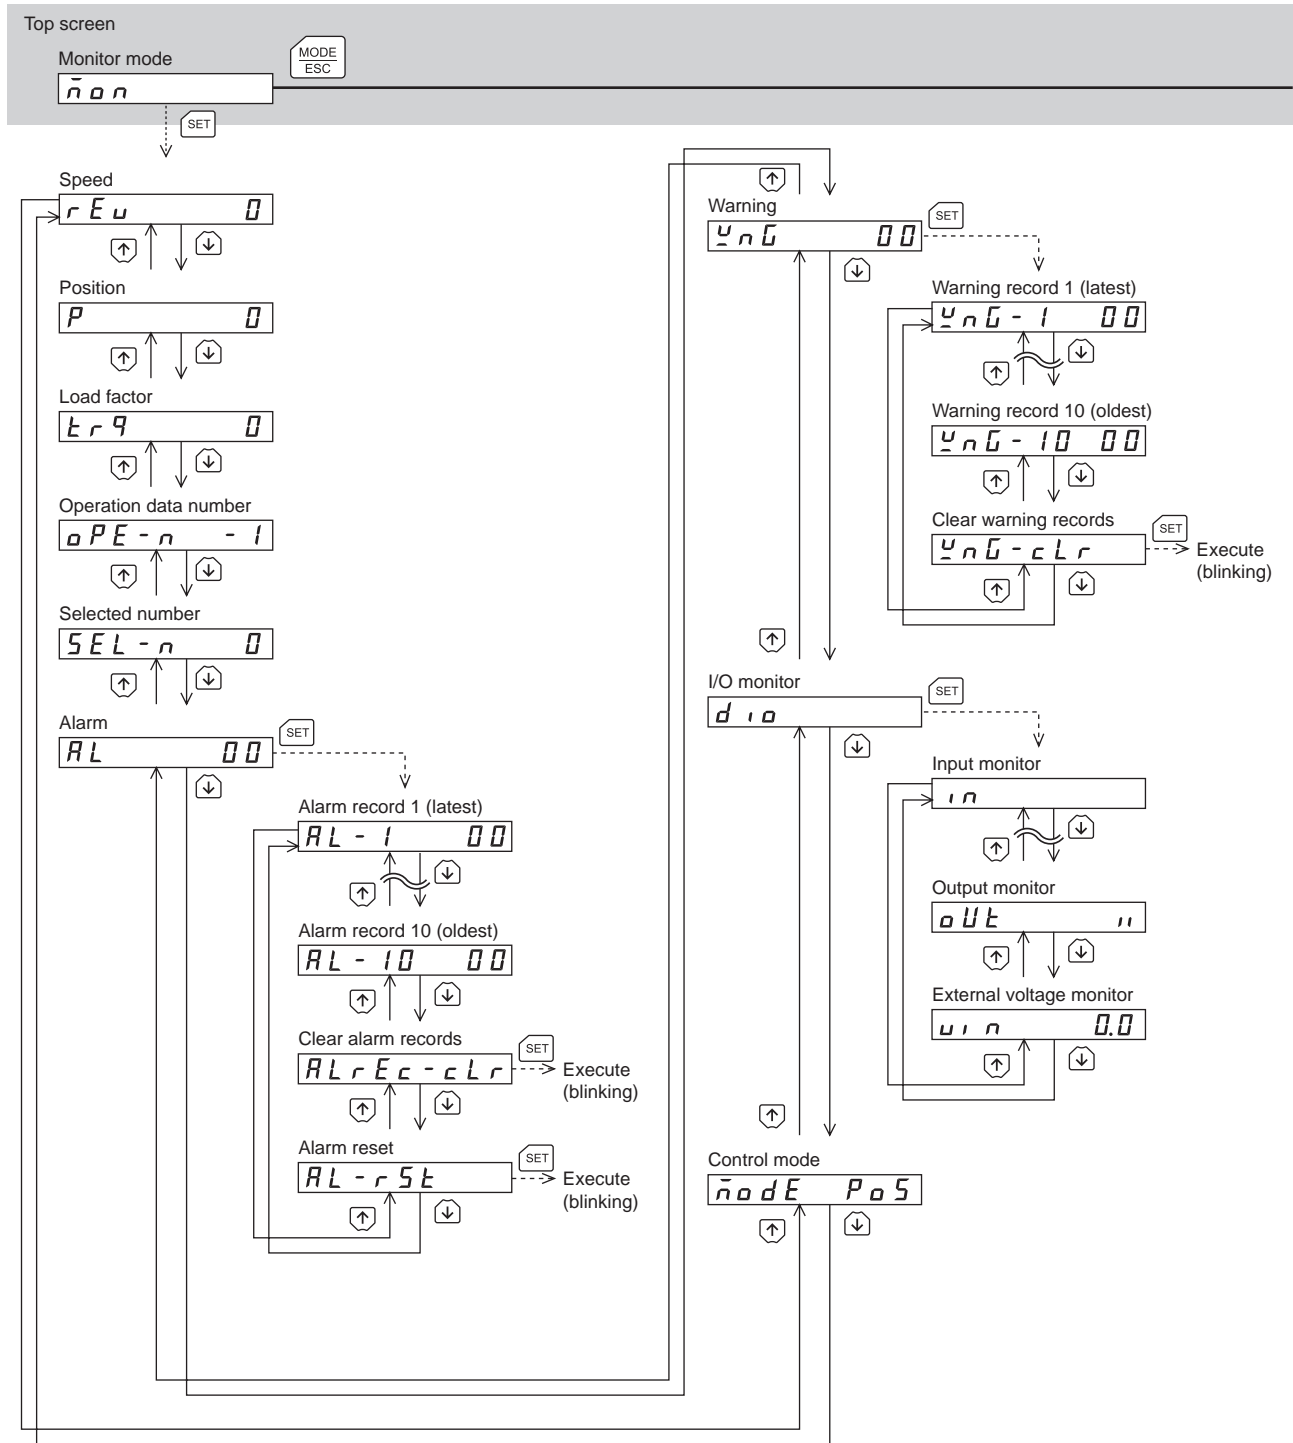 Top screen
Monitor mode
MODE
ESC
mon
SET
Speed
rEv 0
Position
P 0
Load factor
trq 0
Operation data number
oPE-n -1
Selected number
SEL-n 0
Alarm
AL 00
SET
Alarm record 1 (latest)
AL-1 00
Alarm record 10 (oldest)
AL-10 00
Clear alarm records
ALrEc-cLr
SET
Execute
(blinking)
Alarm reset
AL-rSt
SET
Execute
(blinking)
Warning
WnG 00
SET
Warning record 1 (latest)
WnG-1 00
Warning record 10 (oldest)
WnG-10 00
Clear warning records
WnG-cLr
SET
Execute
(blinking)
I/O monitor
dio
SET
Input monitor
in
Output monitor
oUt
External voltage monitor
vin 0.0
Control mode
modE PoS